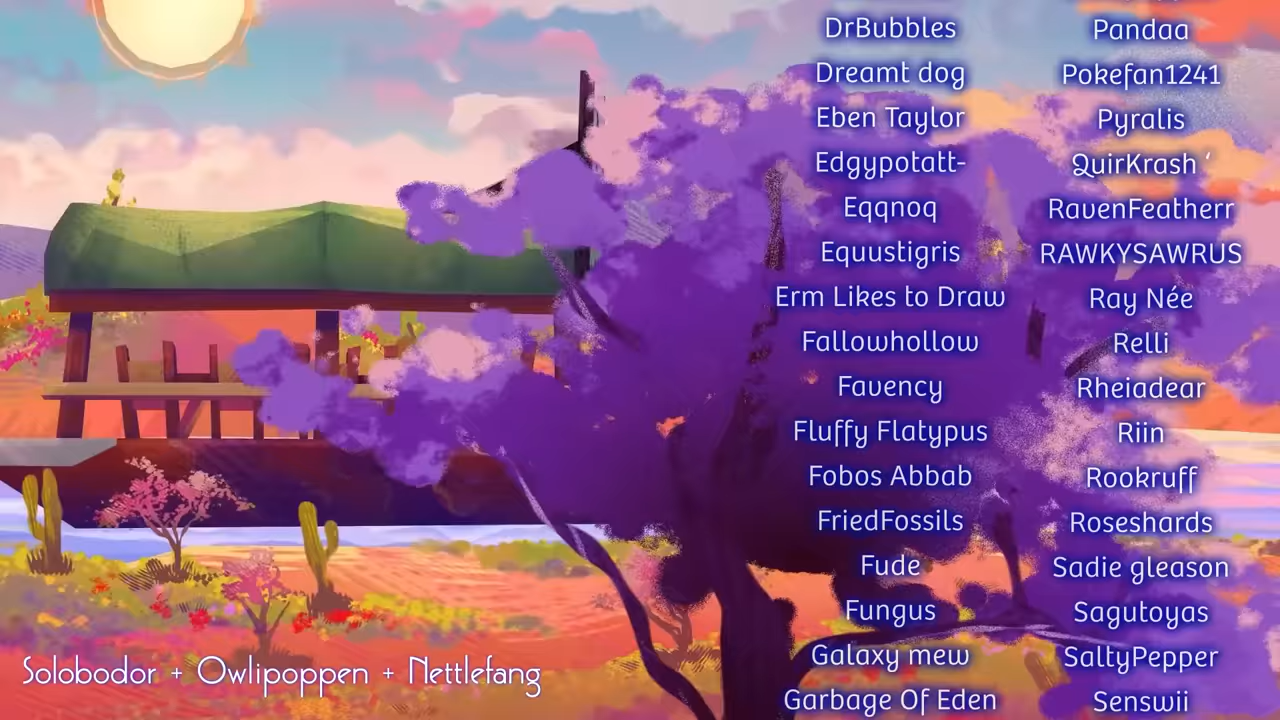 DrBubbles
Dreamt dog
Eben Taylor
Edgypotatt-
Eqqnoq
Equustigris
Erm Likes to Draw
Fallowhollow
Favency
Fluffy Flatypus
Fobos Abbab
FriedFossils
Fude
Fungus
Galaxy mew
Garbage Of Eden
Pandaa
Pokefan1241
Pyralis
QuirKrash ‘
RavenFeatherr
RAWKYSAWRUS
Ray Née
Relli
Rheiadear
Riin
Rookruff
Roseshards
Sadie gleason
Sagutoyas
SaltyPepper
Senswii
Solobodor + Owlipoppen + Nettlefang